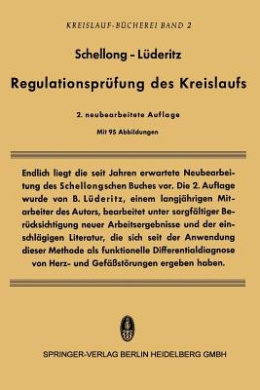 KREISLAUF-BÜCHEREI BAND 2
Schellong - Lüderitz
Regulationsprüfung des Kreislaufs
2. neubearbeitete Auflage
Mit 95 Abbildungen
Endlich liegt die seit Jahren erwartete Neubearbei-
tung des Schellongschen Buches vor. Die 2. Auflage
wurde von B. Lüderitz, einem langjährigen Mit-
arbeiter des Autors, bearbeitet unter sorgfältiger Be-
rücksichtigung neuer Arbeitsergebnisse und der ein-
schlägigen Literatur, die sich seit der Anwendung
dieser Methode als funktionelle Differentialdiagnose
von Herz- und Gefäßstörungen ergeben haben.
SPRINGER-VERLAG BERLIN HEIDELBERG GMBH